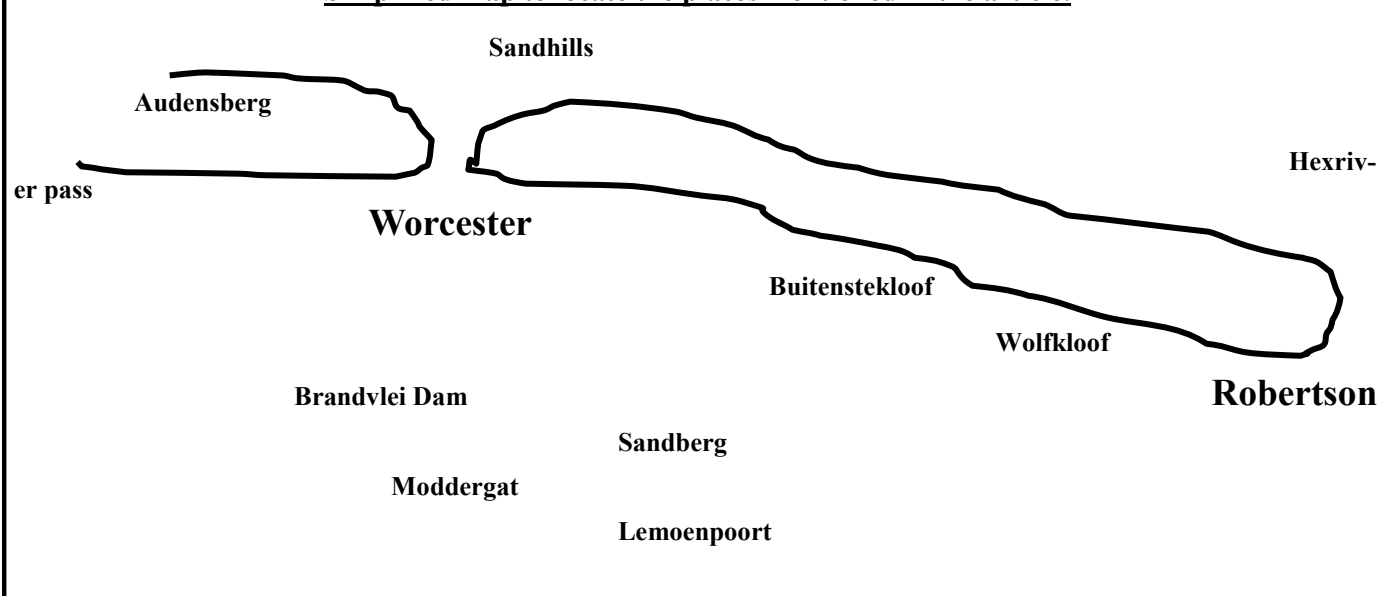 Sandhills
Audensberg
Hexriv-
er pass
Worcester
Buitenstekloof
Wolfkloof
Brandvlei Dam
Robertson
Sandberg
Moddergat
Lemoenpoort